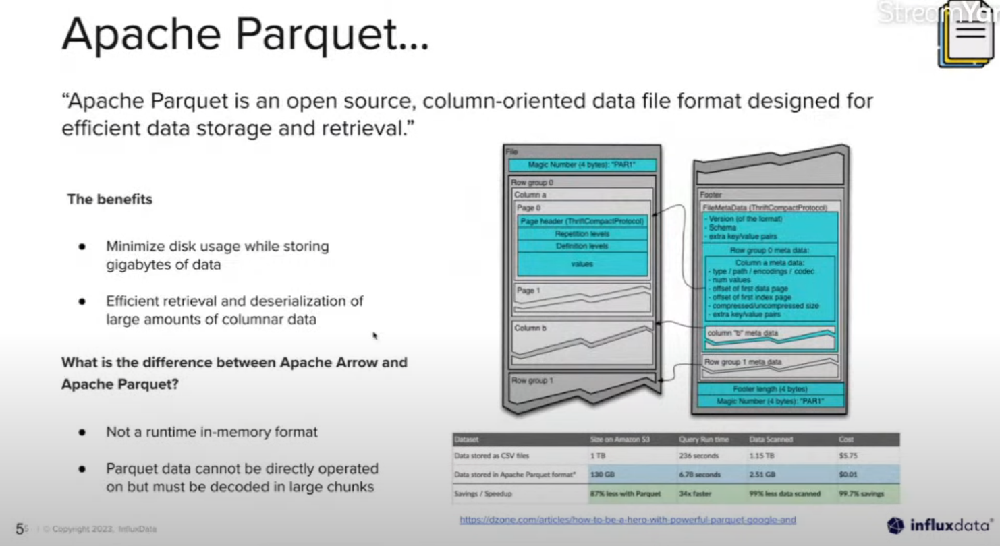 StreamYar
Apache Parquet...
“Apache Parquet is an open source, column-oriented data file format designed for
efficient data storage and retrieval.”
The benefits
● Minimize disk usage while storing
gigabytes of data
● Efficient retrieval and deserialization of
large amounts of columnar data
What is the difference between Apache Arrow and
Apache Parquet?
● Not a runtime in-memory format
● Parquet data cannot be directly operated
on but must be decoded in large chunks
File
Magic Number (4 bytes): "PAR1"
Row group 0
Column a
Page 0
Page header (ThriftCompactProtocol)
Repetition levels
Definition levels
values
Page 1
Column b
Row group 1
Footer
FileMetaData (ThriftCompactProtocol)
- Version (of the format)
- Schema
- extra key/value pairs
Row group 0 meta data:
Column a meta data:
- type / path / encodings / codec
- num values
- offset of first data page
- offset of first index page
- compressed/uncompressed size
- extra key/value pairs
column "b" meta data
Row group 1 meta data
Footer length (4 bytes)
Magic Number (4 bytes): "PAR1"
Dataset Size on Amazon S3 Query Run time Data Scanned Cost
Data stored as CSV files 1 TB 236 seconds 1.15 TB $5.75
Data stored in Apache Parquet format* 130 GB 6.78 seconds 2.51 GB $0.01
Savings / Speedup 87% less with Parquet 34x faster 99% less data scanned 99.7% savings
https://dzone.com/articles/how-to-be-a-hero-with-powerful-parquet-google-and
5 5 | © Copyright 2023, InfluxData
influxdata®